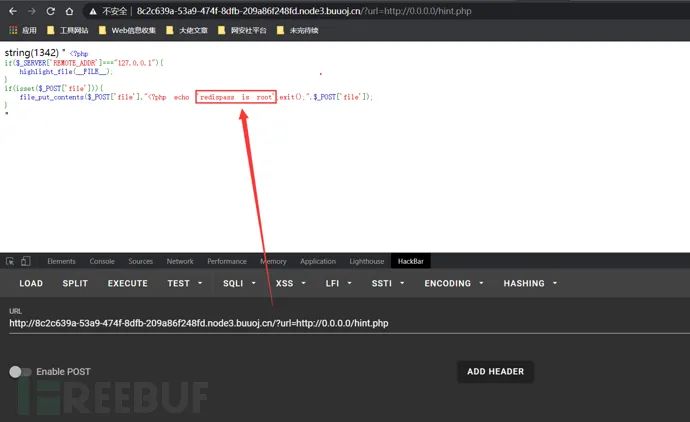 不安全 | 8c2c639a-53a9-474f-8dfb-209a86f248fd.node3.buuoj.cn/?url=http://0.0.0.0/hint.php
应用 工具网站 Web信息收集 大佬文章 网安社平台 未完待续
string(1342) " <?php
if($_SERVER['REMOTE_ADDR']==="127.0.0.1"){
highlight_file(__FILE__);
}
if(isset($_POST['file'])){
file_put_contents($_POST['file'],"<?php echo 'redispass is root';exit();".$_POST['file']);
}
"
Elements Console Sources Network Performance Memory Application Lighthouse HackBar
LOAD SPLIT EXECUTE TEST SQLI XSS LFI SSTI ENCODING HASHING
URL
http://8c2c639a-53a9-474f-8dfb-209a86f248fd.node3.buuoj.cn/?url=http://0.0.0.0/hint.php
Enable POST ADD HEADER
FREEBUF